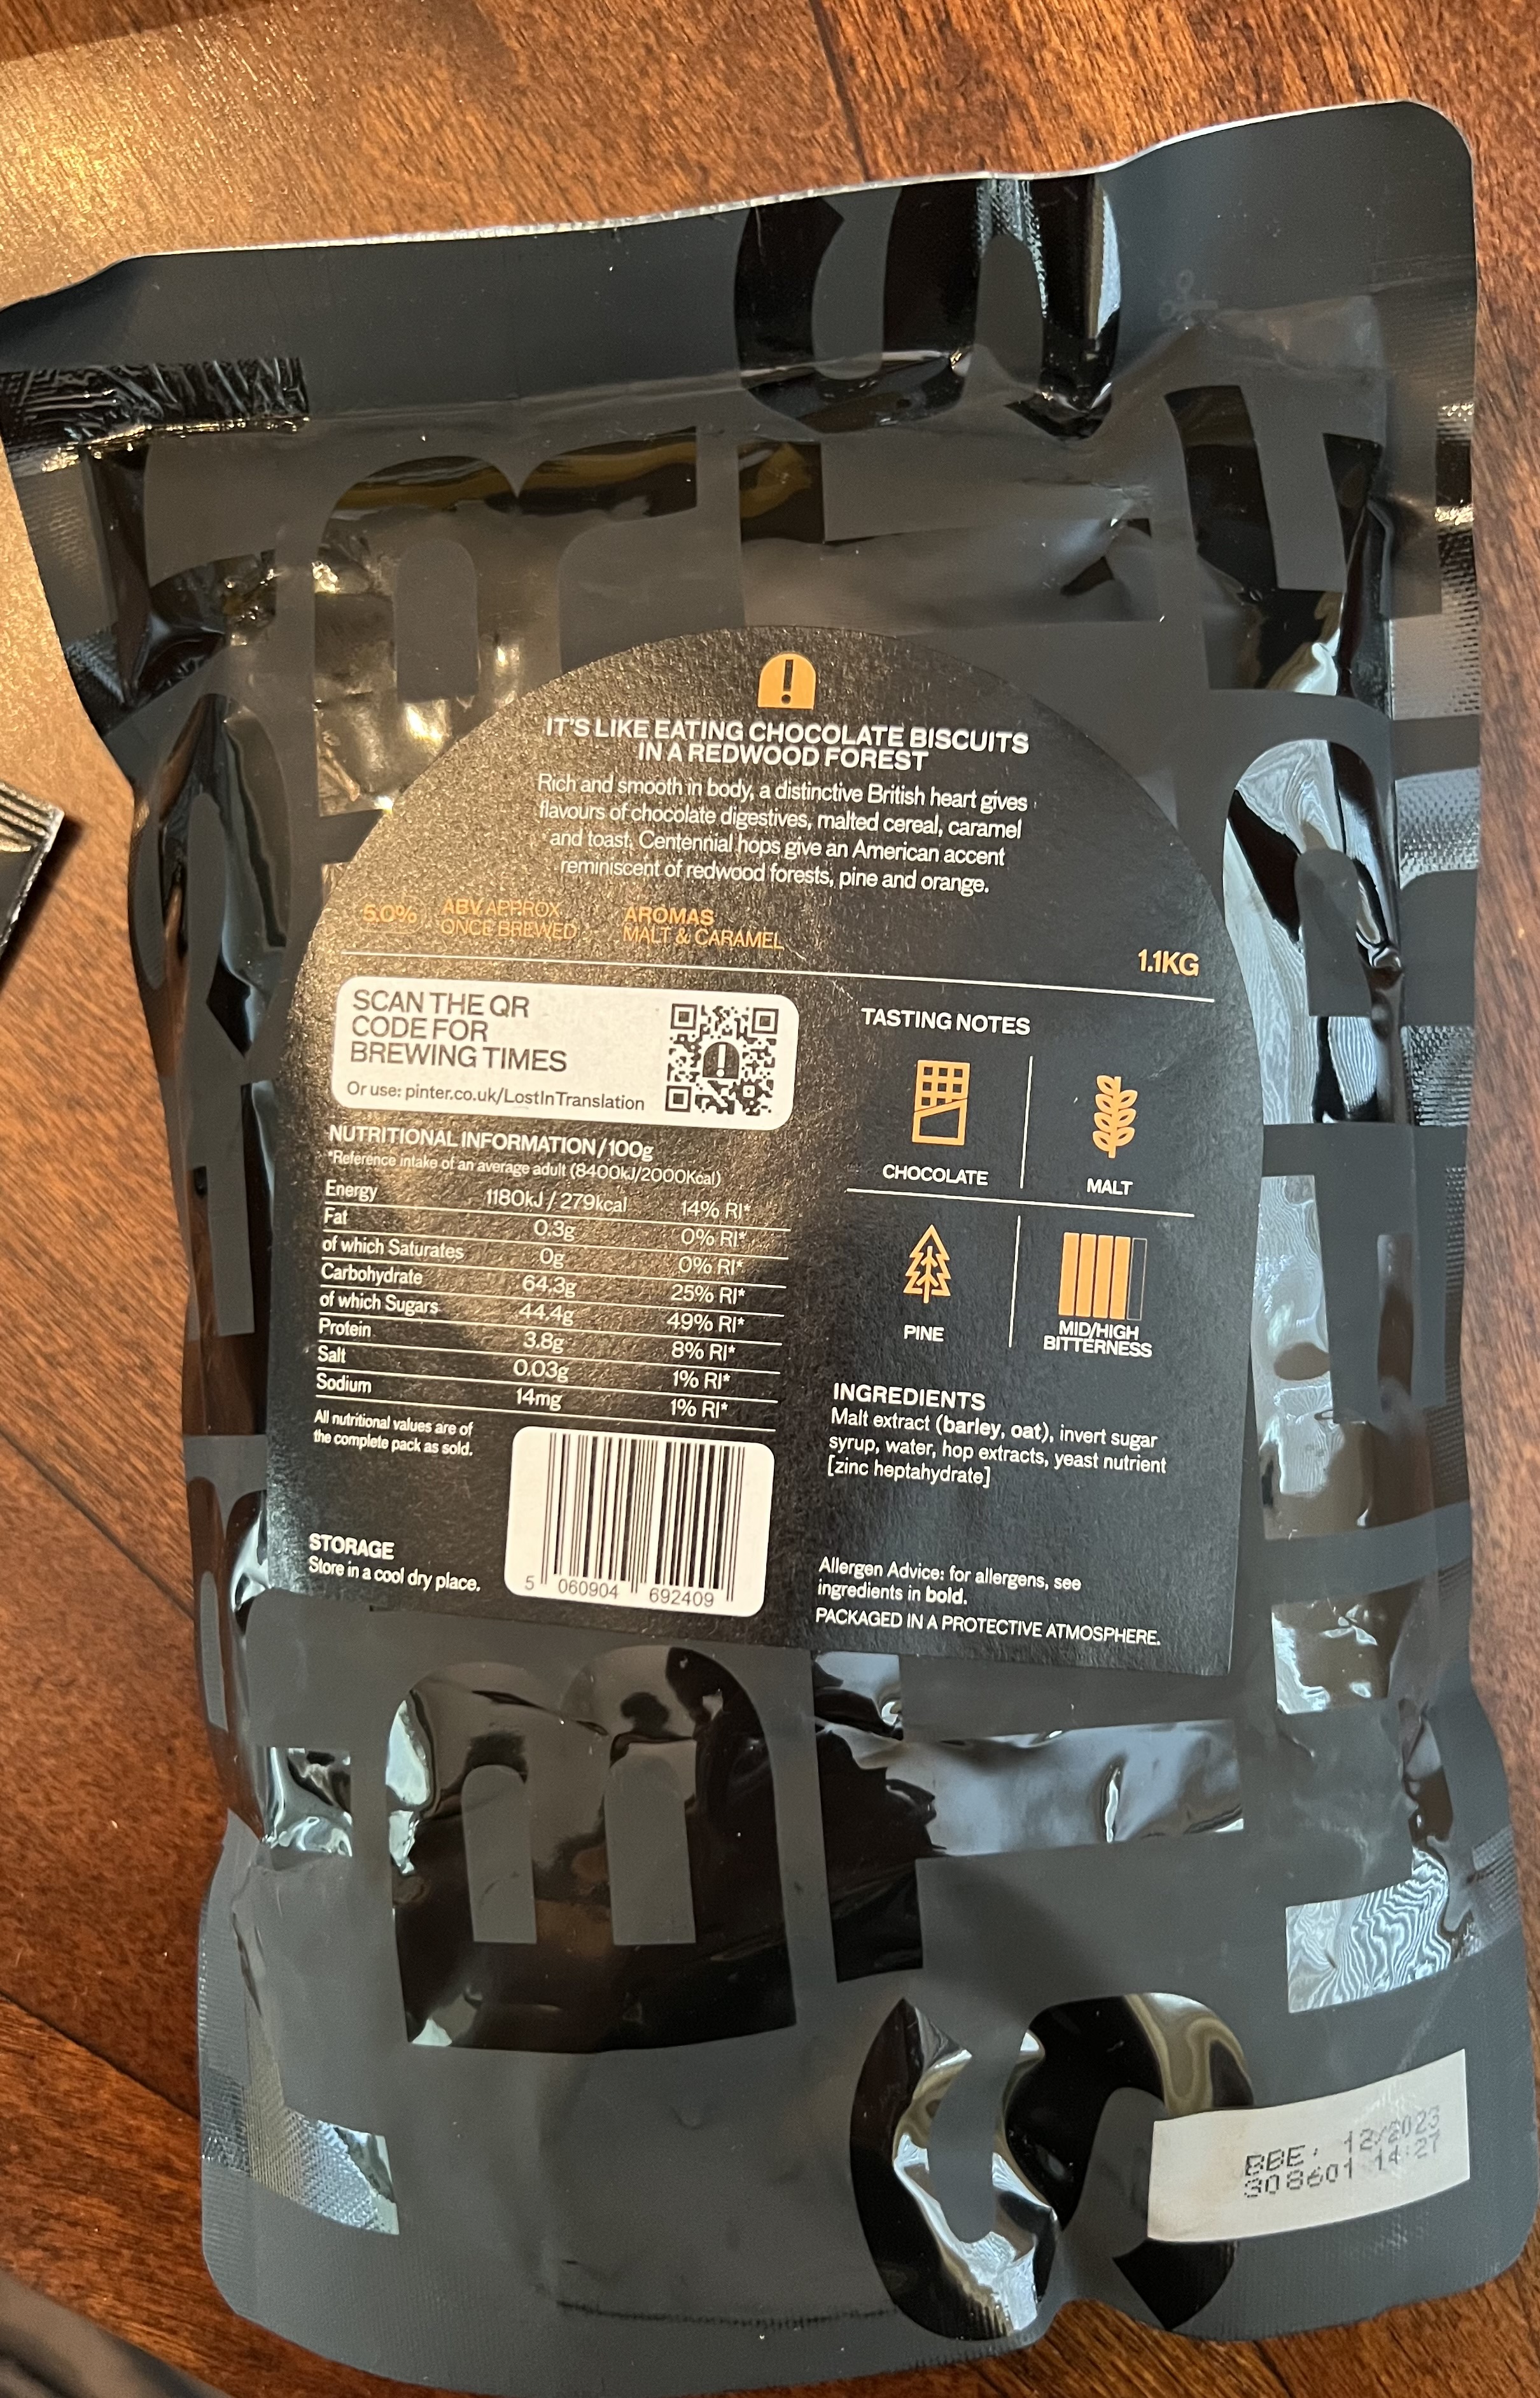 !
IT'S LIKE EATING CHOCOLATE BISCUITS
IN A REDWOOD FOREST
Rich and smooth in body, a distinctive British heart gives
flavours of chocolate digestives, malted cereal, caramel
and toast. Centennial hops give an American accent
reminiscent of redwood forests, pine and orange.
5.0% ABV APPROX
ONCE BREWED
AROMAS
MALT & CARAMEL
1.1KG
SCAN THE QR
CODE FOR
BREWING TIMES
Or use: pinter.co.uk/LostInTranslation
NUTRITIONAL INFORMATION/100g
*Reference intake of an average adult (8400kJ/2000Kcal)
Energy 1180kJ / 279kcal 14% RI*
Fat 0.3g 0% RI*
of which Saturates 0g 0% RI*
Carbohydrate 64.3g 25% RI*
of which Sugars 44.4g 49% RI*
Protein 3.8g 8% RI*
Salt 0.03g 1% RI*
Sodium 14mg 1% RI*
All nutritional values are of
the complete pack as sold.
STORAGE
Store in a cool dry place.
5 060904 692409
TASTING NOTES
CHOCOLATE
MALT
PINE
MID/HIGH
BITTERNESS
INGREDIENTS
Malt extract (barley, oat), invert sugar
syrup, water, hop extracts, yeast nutrient
[zinc heptahydrate]
Allergen Advice: for allergens, see
ingredients in bold.
PACKAGED IN A PROTECTIVE ATMOSPHERE.
BBE: 12/2023
308601 14:27